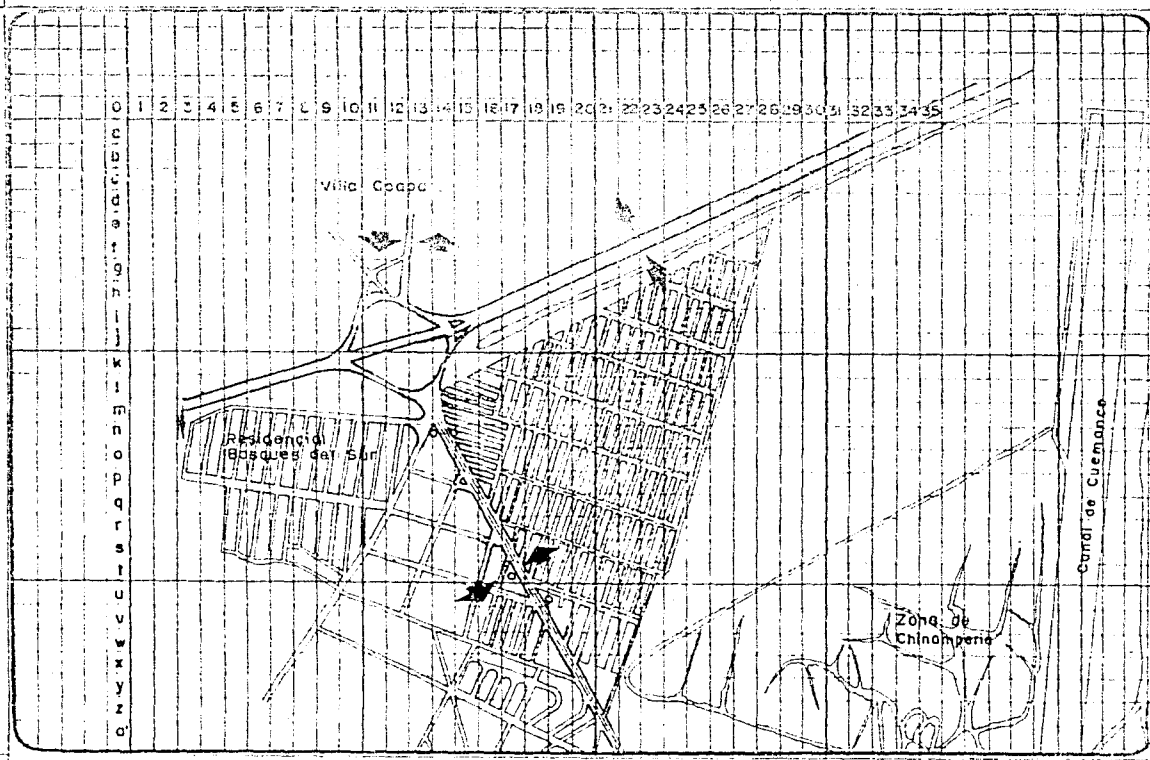 0 1 2 3 4 5 6 7 8 9 10 11 12 13 14 15 16 17 18 19 20 21 22 23 24 25 26 27 28 29 30 31 32 33 34 35
c
b
c
d
e
f
g
h
i
j
k
l
m
n
o
p
q
r
s
t
u
v
w
x
y
z
a'
Villa Coapa
Residencial
Bosques del Sur
Canal de Cuemanco
Zona de
Chinamperia